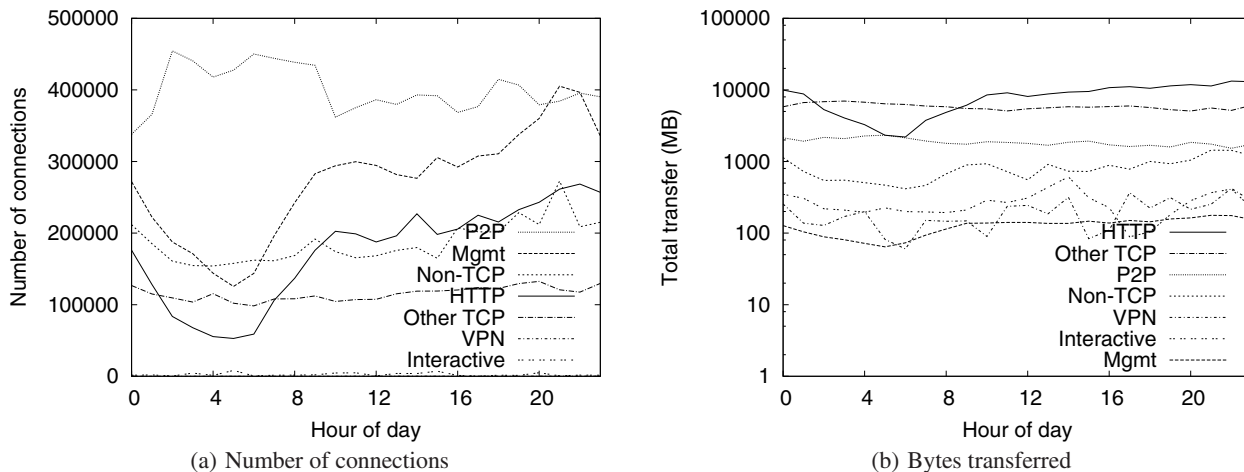 500000
400000
300000
200000
100000
0
Number of connections
P2P
Mgmt
Non-TCP
HTTP
Other TCP
VPN
Interactive
0 4 8 12 16 20
Hour of day
(a) Number of connections
100000
10000
1000
100
10
1
Total transfer (MB)
HTTP
Other TCP
P2P
Non-TCP
VPN
Interactive
Mgmt
0 4 8 12 16 20
Hour of day
(b) Bytes transferred